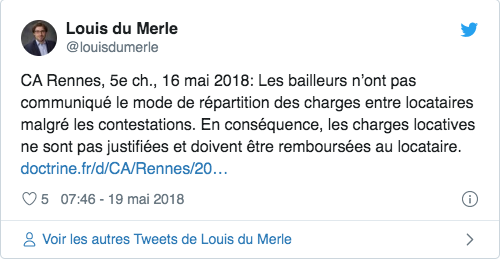 Louis du Merle
@louisdumerle
CA Rennes, 5e ch., 16 mai 2018: Les bailleurs n’ont pas
communiqué le mode de répartition des charges entre locataires
malgré les contestations. En conséquence, les charges locatives
ne sont pas justifiées et doivent être remboursées au locataire.
doctrine.fr/d/CA/Rennes/20…
5 07:46 - 19 mai 2018
Voir les autres Tweets de Louis du Merle